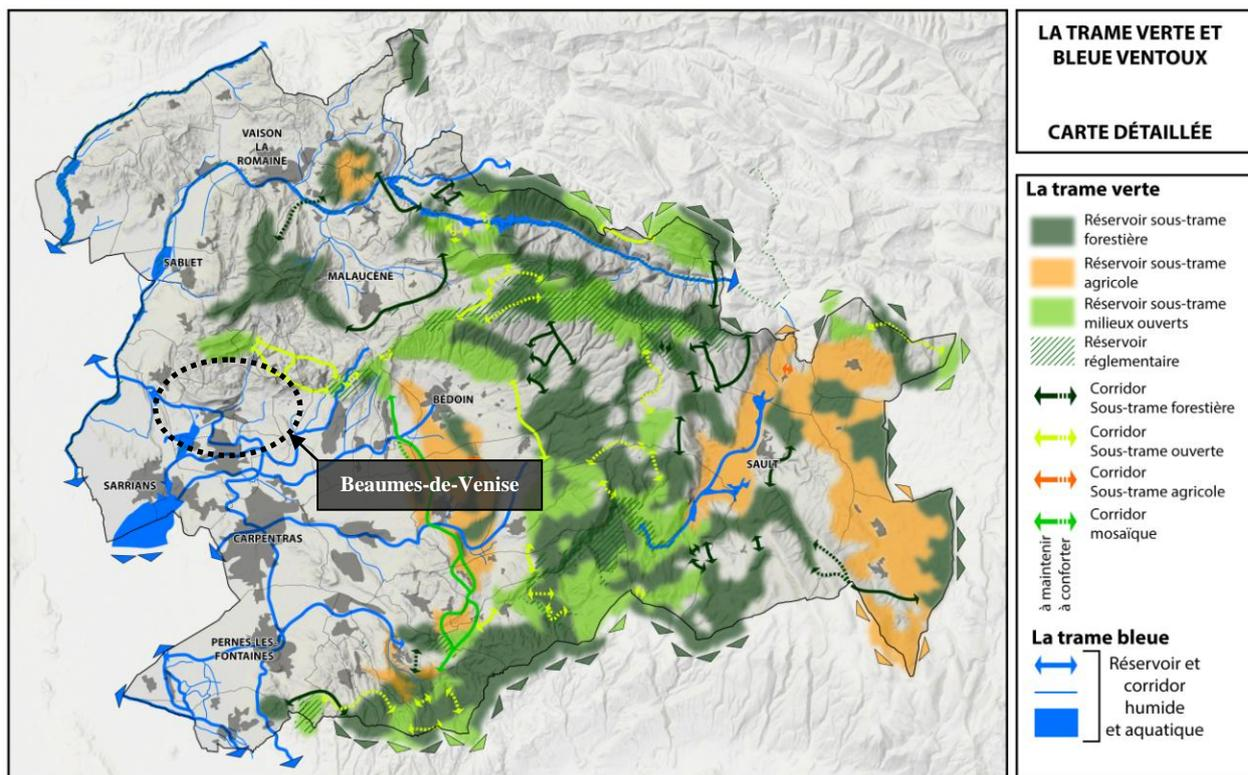 LA TRAME VERTE ET
BLEUE VENTOUX
CARTE DÉTAILLÉE
VAISON
LA
ROMAINE
SABLET
MALAUCÈNE
BÉDOIN
SAULT
Beaumes-de-Venise
SARRIANS
CARPENTRAS
PERNES-LES-
FONTAINES
La trame verte
Réservoir sous-trame
forestière
Réservoir sous-trame
agricole
Réservoir sous-trame
milieux ouverts
Réservoir
réglementaire
Corridor
Sous-trame forestière
Corridor
Sous-trame ouverte
Corridor
Sous-trame agricole
Corridor
mosaïque
à maintenir
à conforter
La trame bleue
Réservoir et
corridor
humide
et aquatique